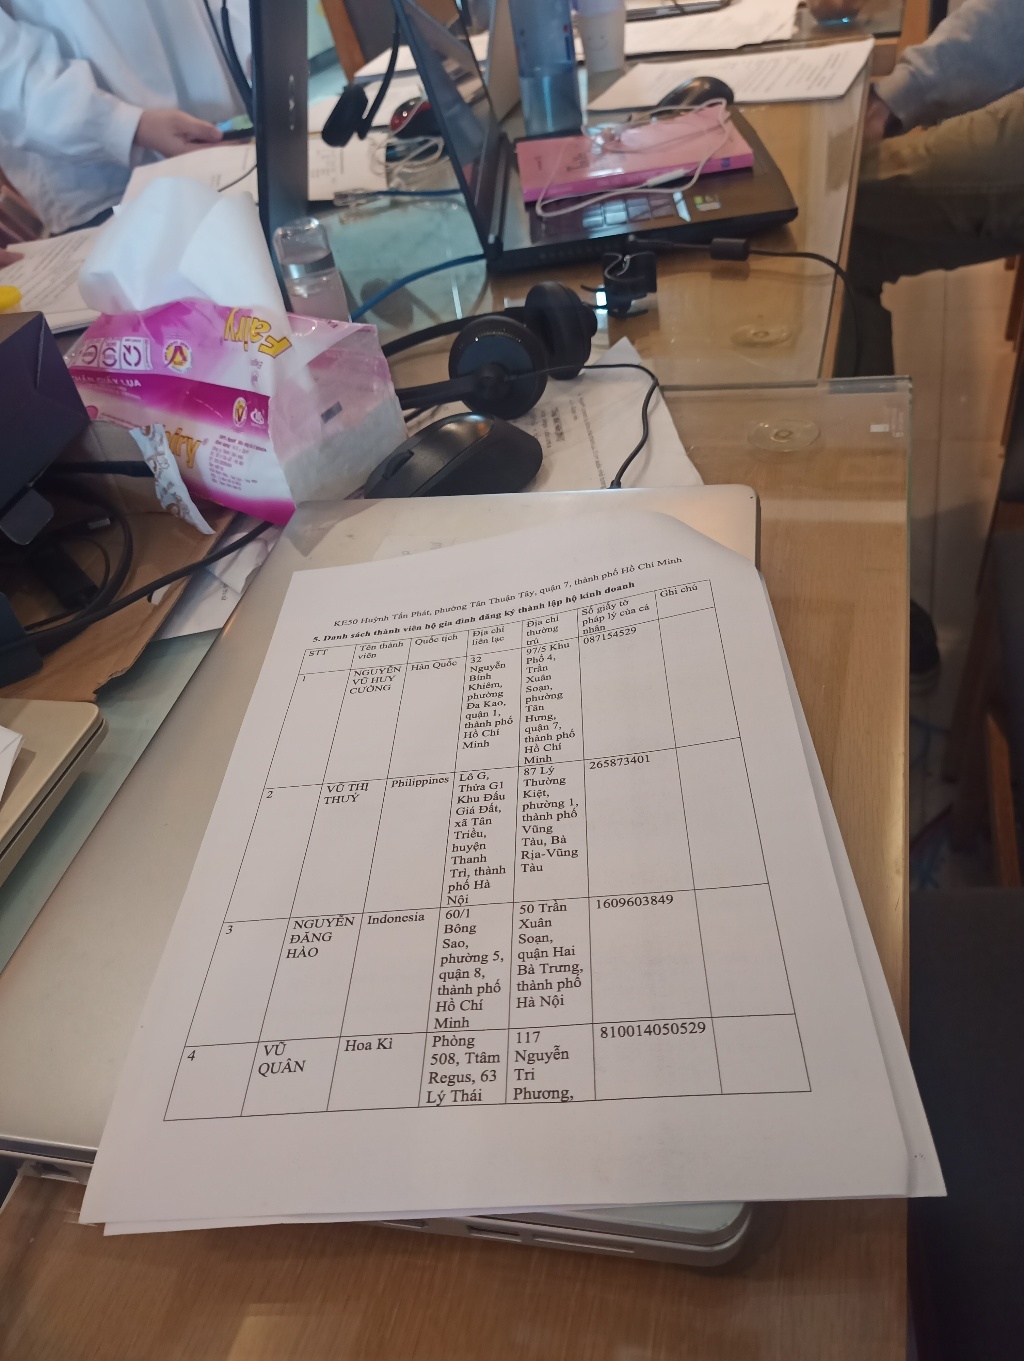 Fairy
KHĂN GIẤY LỤA
KE50 Huỳnh Tấn Phát, phường Tân Thuận Tây, quận 7, thành phố Hồ Chí Minh
5. Danh sách thành viên hộ gia đình đăng ký thành lập hộ kinh doanh
STT
Tên thành
viên
Quốc tịch
Địa chỉ
liên lạc
Địa chỉ
thường
trú
Số giấy tờ
pháp lý của cá
nhân
Ghi chú
1
NGUYỄN
VŨ HUY
CƯỜNG
Hàn Quốc
32
Nguyễn
Bỉnh
Khiêm,
phường
Đa Kao,
quận 1,
thành phố
Hồ Chí
Minh
97/5 Khu
Phố 4,
Trần
Xuân
Soạn,
phường
Tân
Hưng,
quận 7,
thành phố
Hồ Chí
Minh
087154529
2
VŨ THỊ
THUÝ
Philippines
Lô G,
Thửa G1
Khu Đấu
Giá Đất,
xã Tân
Triều,
huyện
Thanh
Trì, thành
phố Hà
Nội
87 Lý
Thường
Kiệt,
phường 1,
thành phố
Vũng
Tàu, Bà
Rịa-Vũng
Tàu
265873401
3
NGUYỄN
ĐĂNG
HÀO
Indonesia
60/1
Bông
Sao,
phường 5,
quận 8,
thành phố
Hồ Chí
Minh
50 Trần
Xuân
Soạn,
quận Hai
Bà Trưng,
thành phố
Hà Nội
1609603849
4
VŨ
QUÂN
Hoa Kì
Phòng
508, Ttâm
Regus, 63
Lý Thái
117
Nguyễn
Tri
Phương,
810014050529